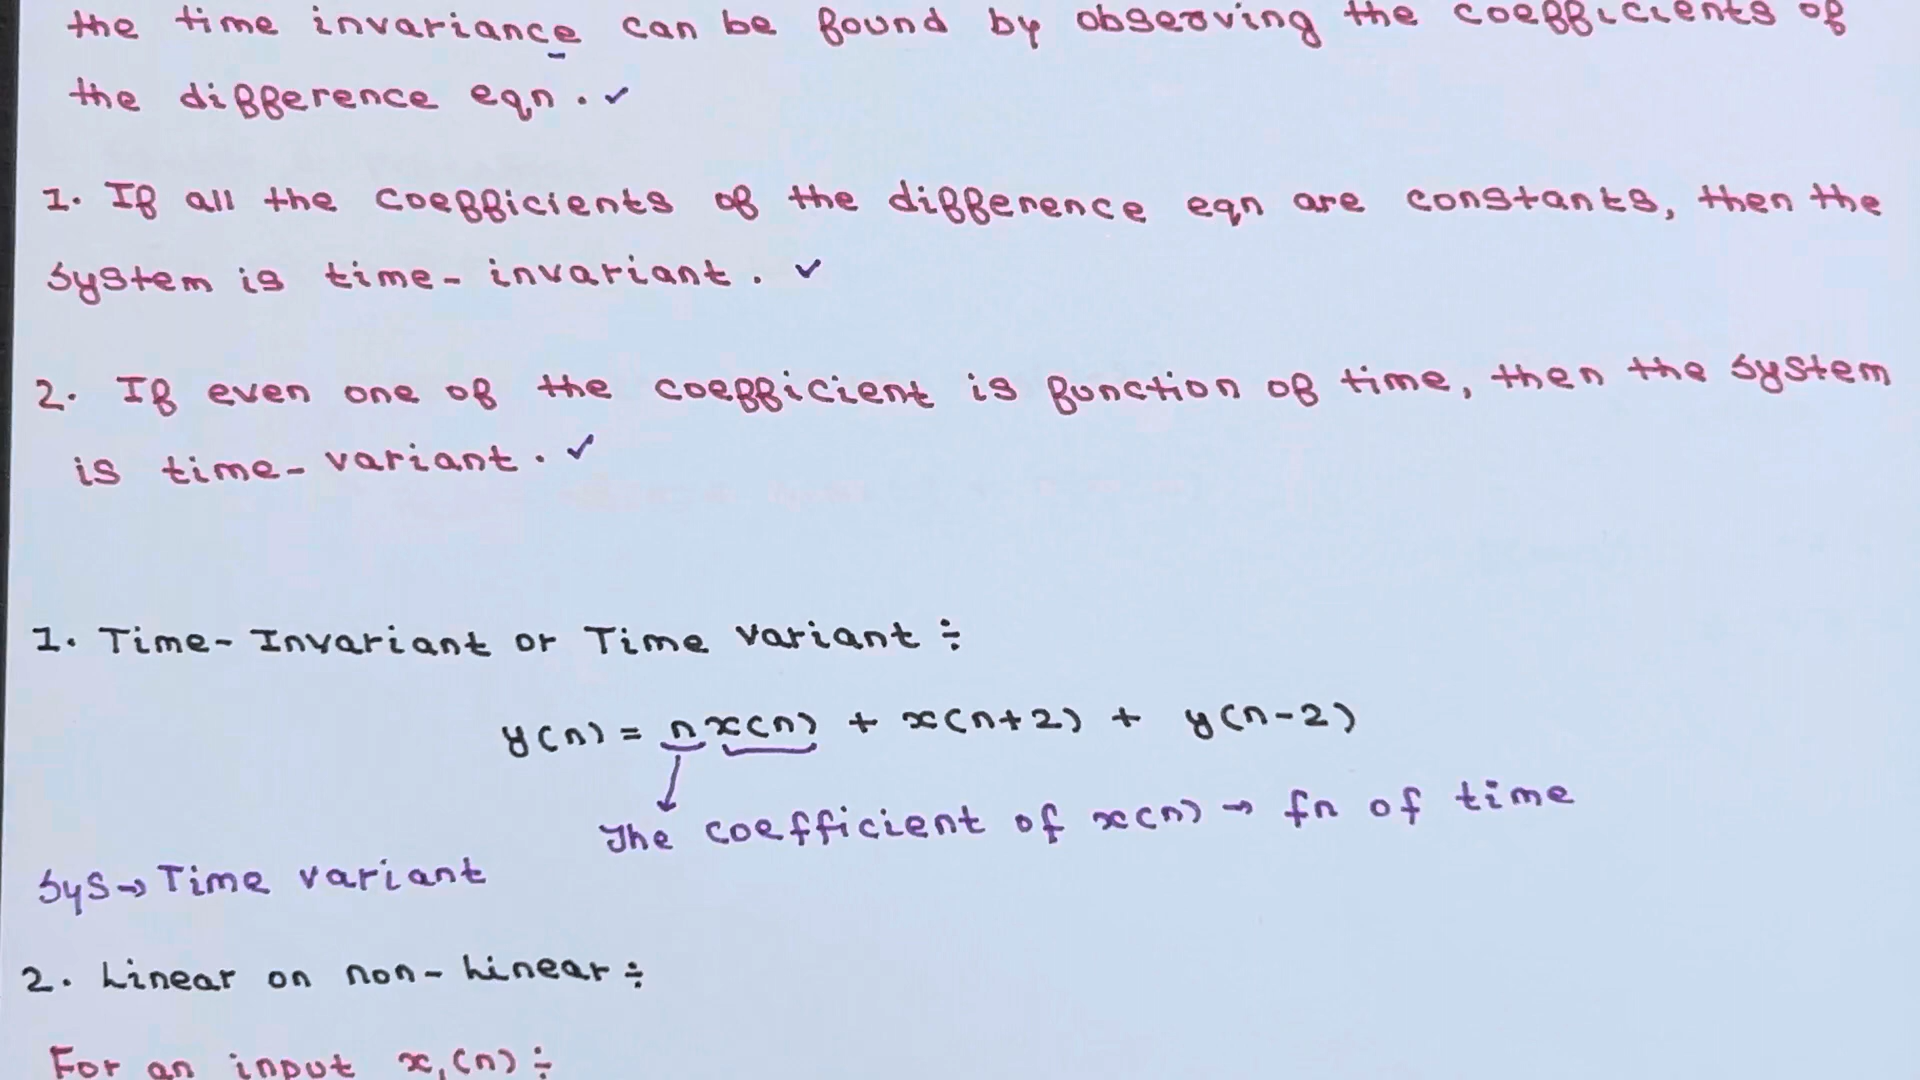 the time invariance can be found by observing the coefficients of
the difference eqn. ✓
1. If all the coefficients of the difference eqn are constants, then the
system is time-invariant. ✓
2. If even one of the coefficient is function of time, then the system
is time-variant. ✓
1. Time-Invariant or Time variant ÷
y(n) = n x(n) + x(n+2) + y(n-2)
The coefficient of x(n) → fn of time
Sys → Time variant
2. Linear on non-Linear ÷
For an input x₁(n) ÷